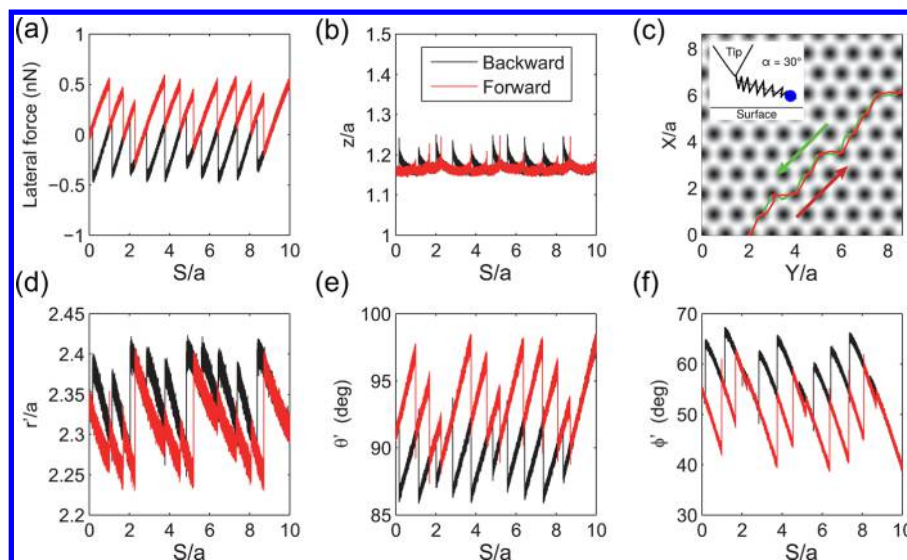 (a)
Lateral force (nN)
1
0.5
0
−0.5
−1
0 2 4 6 8 10
S/a
(b)
z/a
1.5
1.4
1.3
1.2
1.1
1
Backward
Forward
0 2 4 6 8 10
S/a
(c)
X/a
8
6
4
2
0
Tip
α = 30°
Surface
0 2 4 6 8
Y/a
(d)
r'/a
2.45
2.4
2.35
2.3
2.25
2.2
0 2 4 6 8 10
S/a
(e)
θ' (deg)
100
95
90
85
0 2 4 6 8 10
S/a
(f)
ϕ' (deg)
70
60
50
40
30
0 2 4 6 8 10
S/a